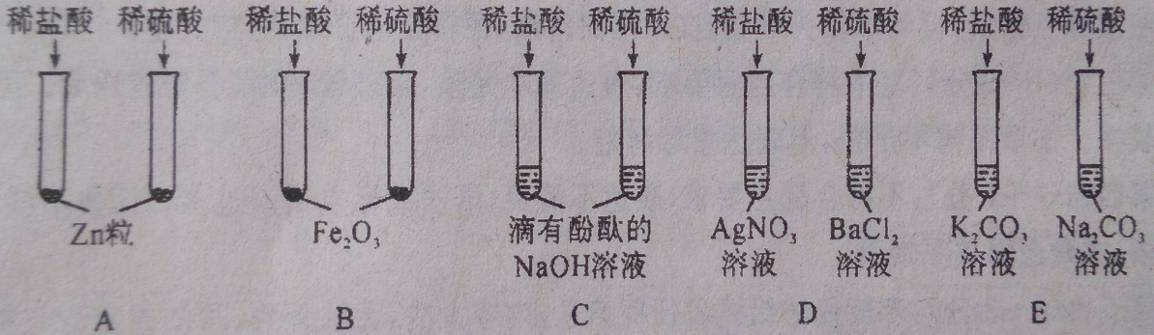 稀盐酸 稀硫酸 稀盐酸 稀硫酸 稀盐酸 稀硫酸 稀盐酸 稀硫酸 稀盐酸 稀硫酸
Zn粒 Fe₂O₃ 滴有酚酞的 AgNO₃ BaCl₂ K₂CO₃ Na₂CO₃
NaOH溶液 溶液 溶液 溶液 溶液
A B C D E